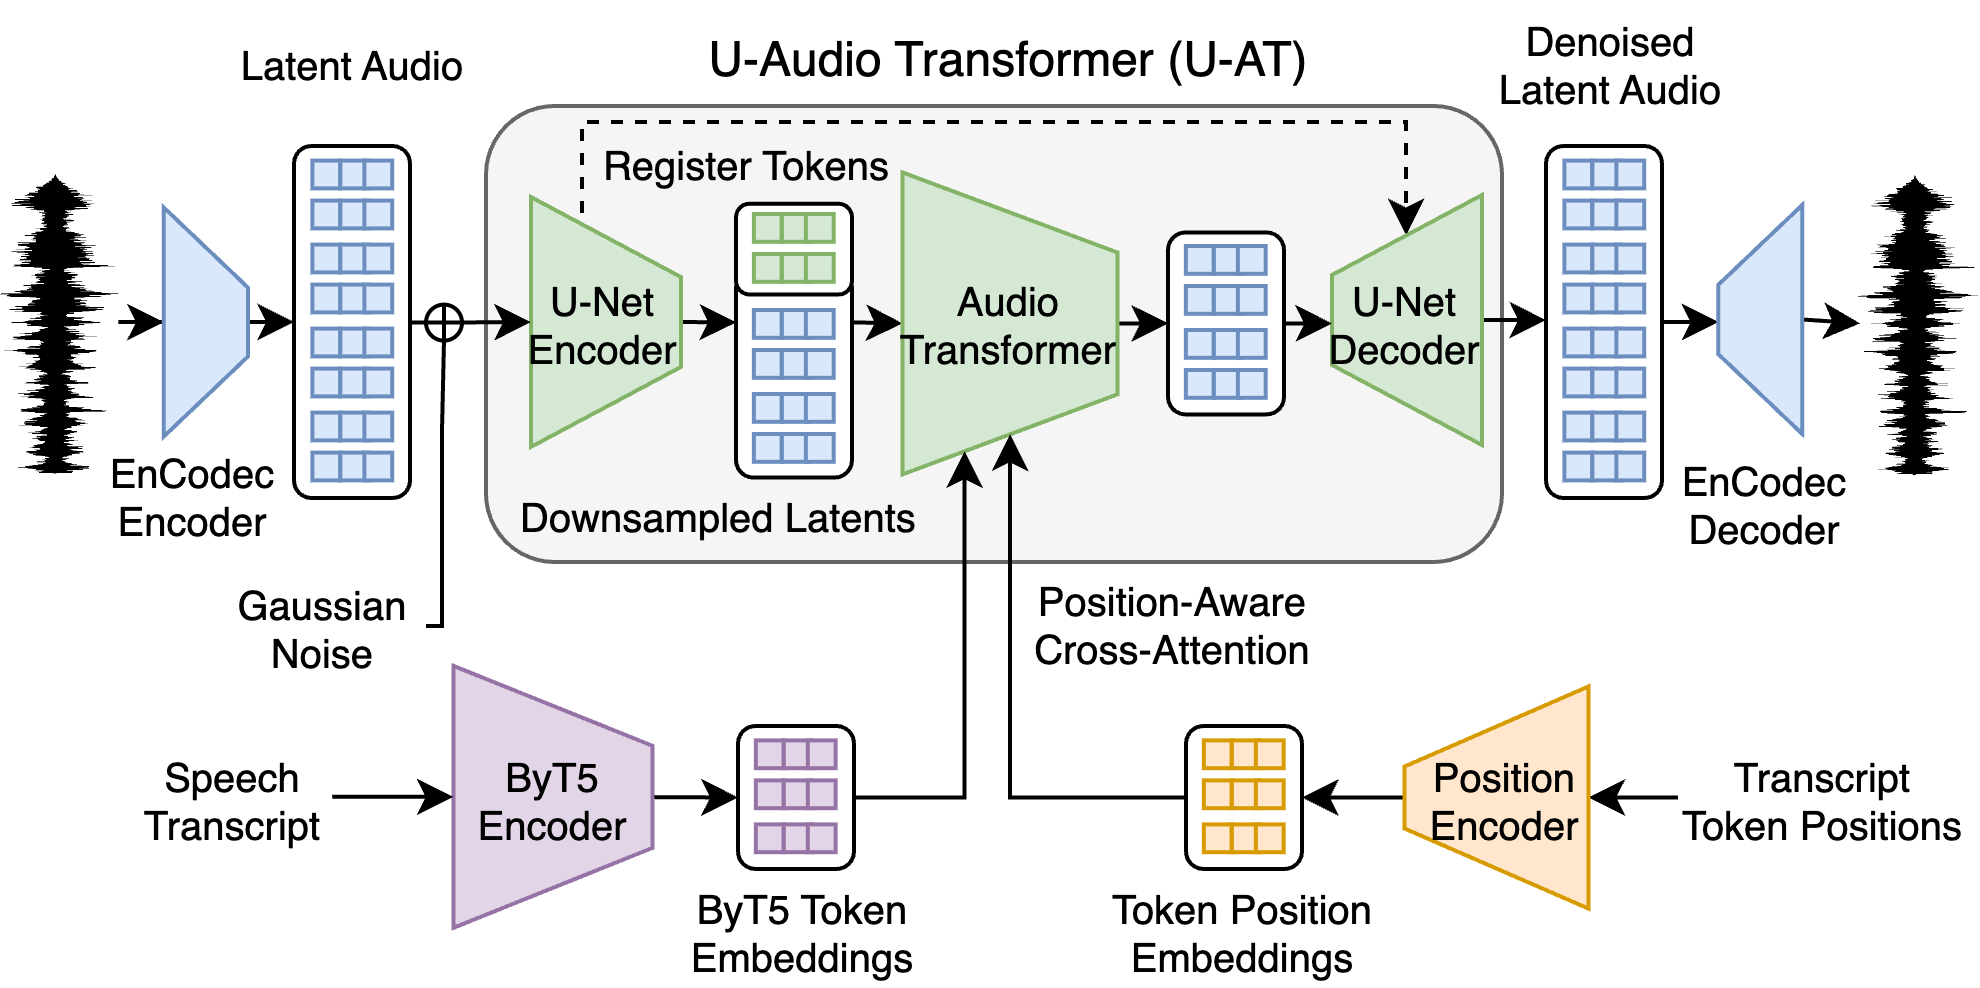 U-Audio Transformer (U-AT)
Latent Audio
Denoised
Latent Audio
Register Tokens
U-Net
Encoder
Audio
Transformer
U-Net
Decoder
EnCodec
Encoder
Downsampled Latents
EnCodec
Decoder
Gaussian
Noise
Position-Aware
Cross-Attention
Speech
Transcript
ByT5
Encoder
Position
Encoder
Transcript
Token Positions
ByT5 Token
Embeddings
Token Position
Embeddings